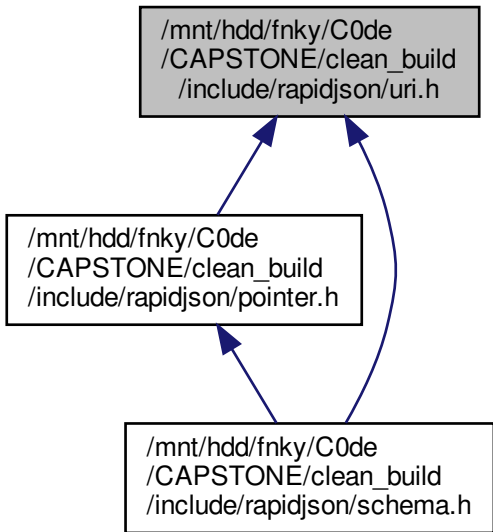 /mnt/hdd/fnky/C0de
/CAPSTONE/clean_build
/include/rapidjson/uri.h
/mnt/hdd/fnky/C0de
/CAPSTONE/clean_build
/include/rapidjson/pointer.h
/mnt/hdd/fnky/C0de
/CAPSTONE/clean_build
/include/rapidjson/schema.h